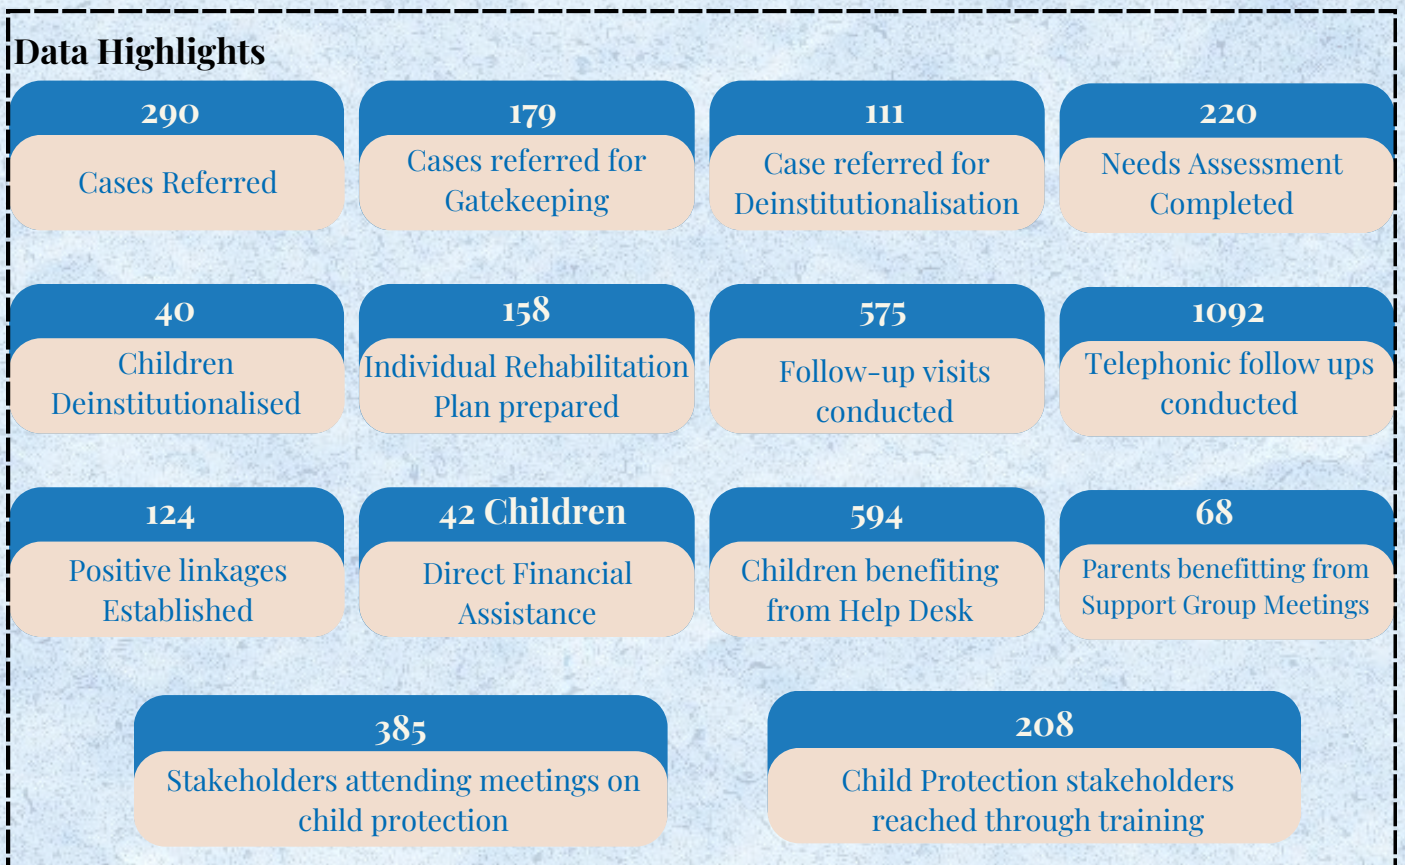 Data Highlights
290
Cases Referred
179
Cases referred for
Gatekeeping
111
Case referred for
Deinstitutionalisation
220
Needs Assessment
Completed
40
Children
Deinstitutionalised
158
Individual Rehabilitation
Plan prepared
575
Follow-up visits
conducted
1092
Telephonic follow ups
conducted
124
Positive linkages
Established
42 Children
Direct Financial
Assistance
594
Children benefiting
from Help Desk
68
Parents benefitting from
Support Group Meetings
385
Stakeholders attending meetings on
child protection
208
Child Protection stakeholders
reached through training